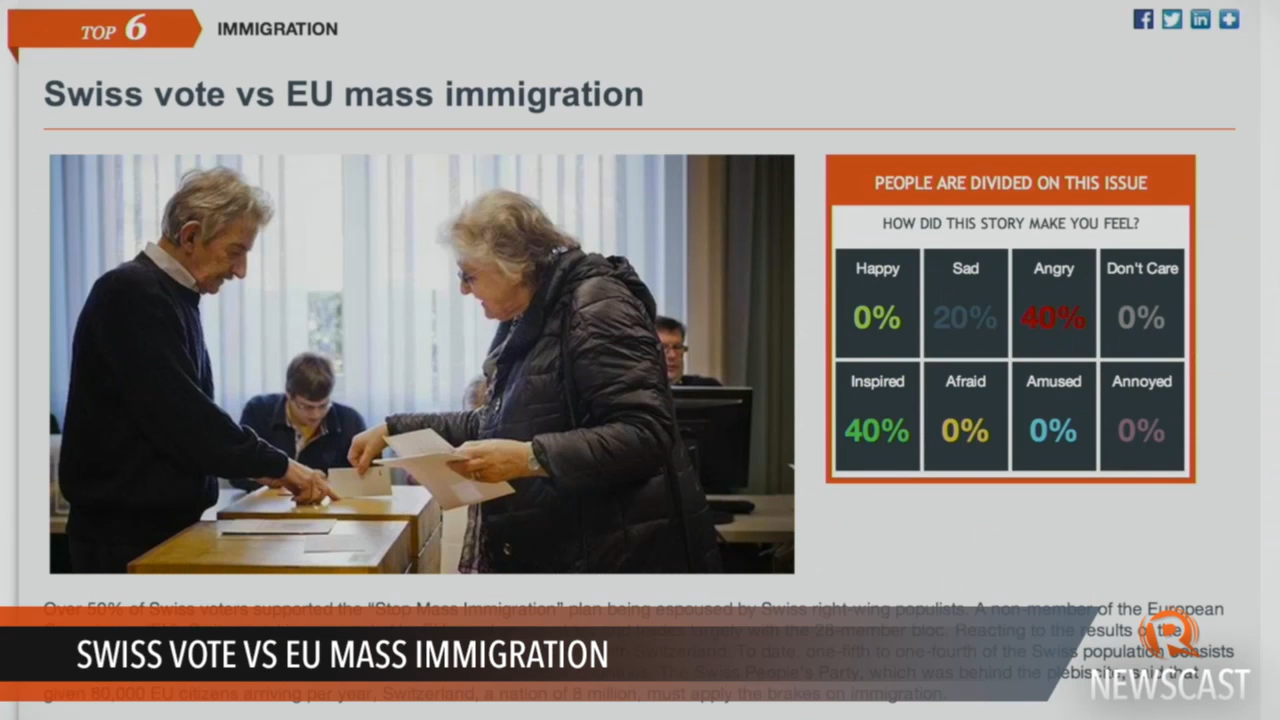 TOP 6
IMMIGRATION
Swiss vote vs EU mass immigration
PEOPLE ARE DIVIDED ON THIS ISSUE
HOW DID THIS STORY MAKE YOU FEEL?
Happy Sad Angry Don't Care
0% 20% 40% 0%
Inspired Afraid Amused Annoyed
40% 0% 0% 0%
Over 50% of Swiss voters supported the "Stop Mass Immigration" plan being espoused by Swiss right-wing populists. A non-member of the European
trades largely with the 28-member bloc. Reacting to the results of the
Switzerland. To date, one-fifth to one-fourth of the Swiss population consists
The Swiss People's Party, which was behind the plebiscite, said that
given 80,000 EU citizens arriving per year, Switzerland, a nation of 8 million, must apply the brakes on immigration.
SWISS VOTE VS EU MASS IMMIGRATION
R
NEWSCAST